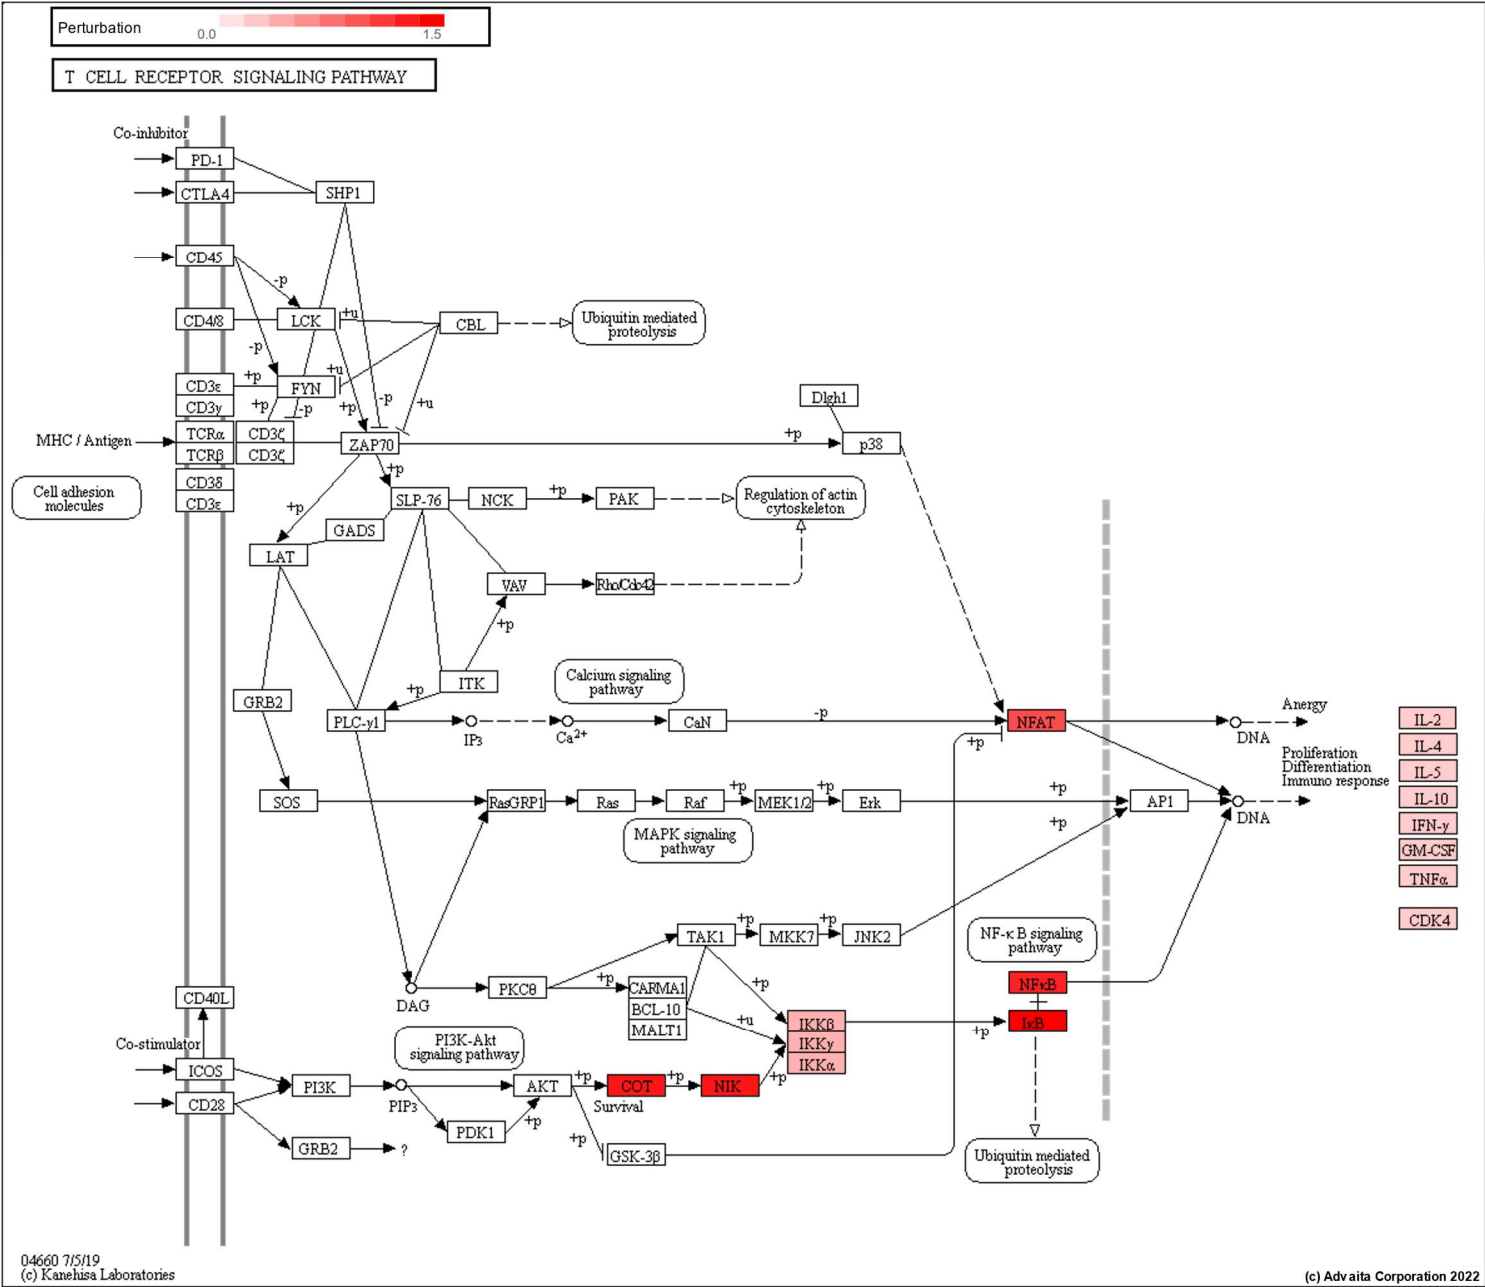 Perturbation
0.0
1.5
T CELL RECEPTOR SIGNALING PATHWAY
Co-inhibitor
PD-1
CTLA4
SHP1
CD45
-p
CD4/8
LCK
+u
CBL
Ubiquitin mediated
proteolysis
-p
+u
CD3ε
+p
FYN
CD3γ
+p
-p
+p
-p
+u
Dlgh1
MHC / Antigen
TCRα
CD3ζ
ZAP70
+p
p38
TCRβ
CD3ζ
+p
Cell adhesion
molecules
CD3δ
CD3ε
+p
SLP-76
NCK
+p
PAK
Regulation of actin
cytoskeleton
GADS
LAT
VAV
Rho/Cdc42
+p
ITK
Calcium signaling
pathway
GRB2
+p
PLC-γ1
IP3
Ca2+
CaN
-p
NFAT
+p
DNA
Anergy
Proliferation
Differentiation
Immuno response
IL-2
IL-4
IL-5
IL-10
IFN-γ
GM-CSF
TNFα
CDK4
SOS
RasGRP1
Ras
Raf
+p
MEK1/2
+p
Erk
+p
AP1
DNA
MAPK signaling
pathway
+p
TAK1
+p
MKK7
+p
JNK2
NF-κB signaling
pathway
DAG
PKCθ
+p
CARMA1
BCL-10
MALT1
+p
+u
NFκB
CD40L
IKKβ
IKKγ
IKKα
+p
IκB
Co-stimulator
ICOS
CD28
PI3K-Akt
signaling pathway
PI3K
PIP3
AKT
+p
COT
+p
NIK
+p
Survival
PDK1
+p
+p
GRB2
?
GSK-3β
Ubiquitin mediated
proteolysis
04660 7/5/19
(c) Kanehisa Laboratories
(c) Advaita Corporation 2022